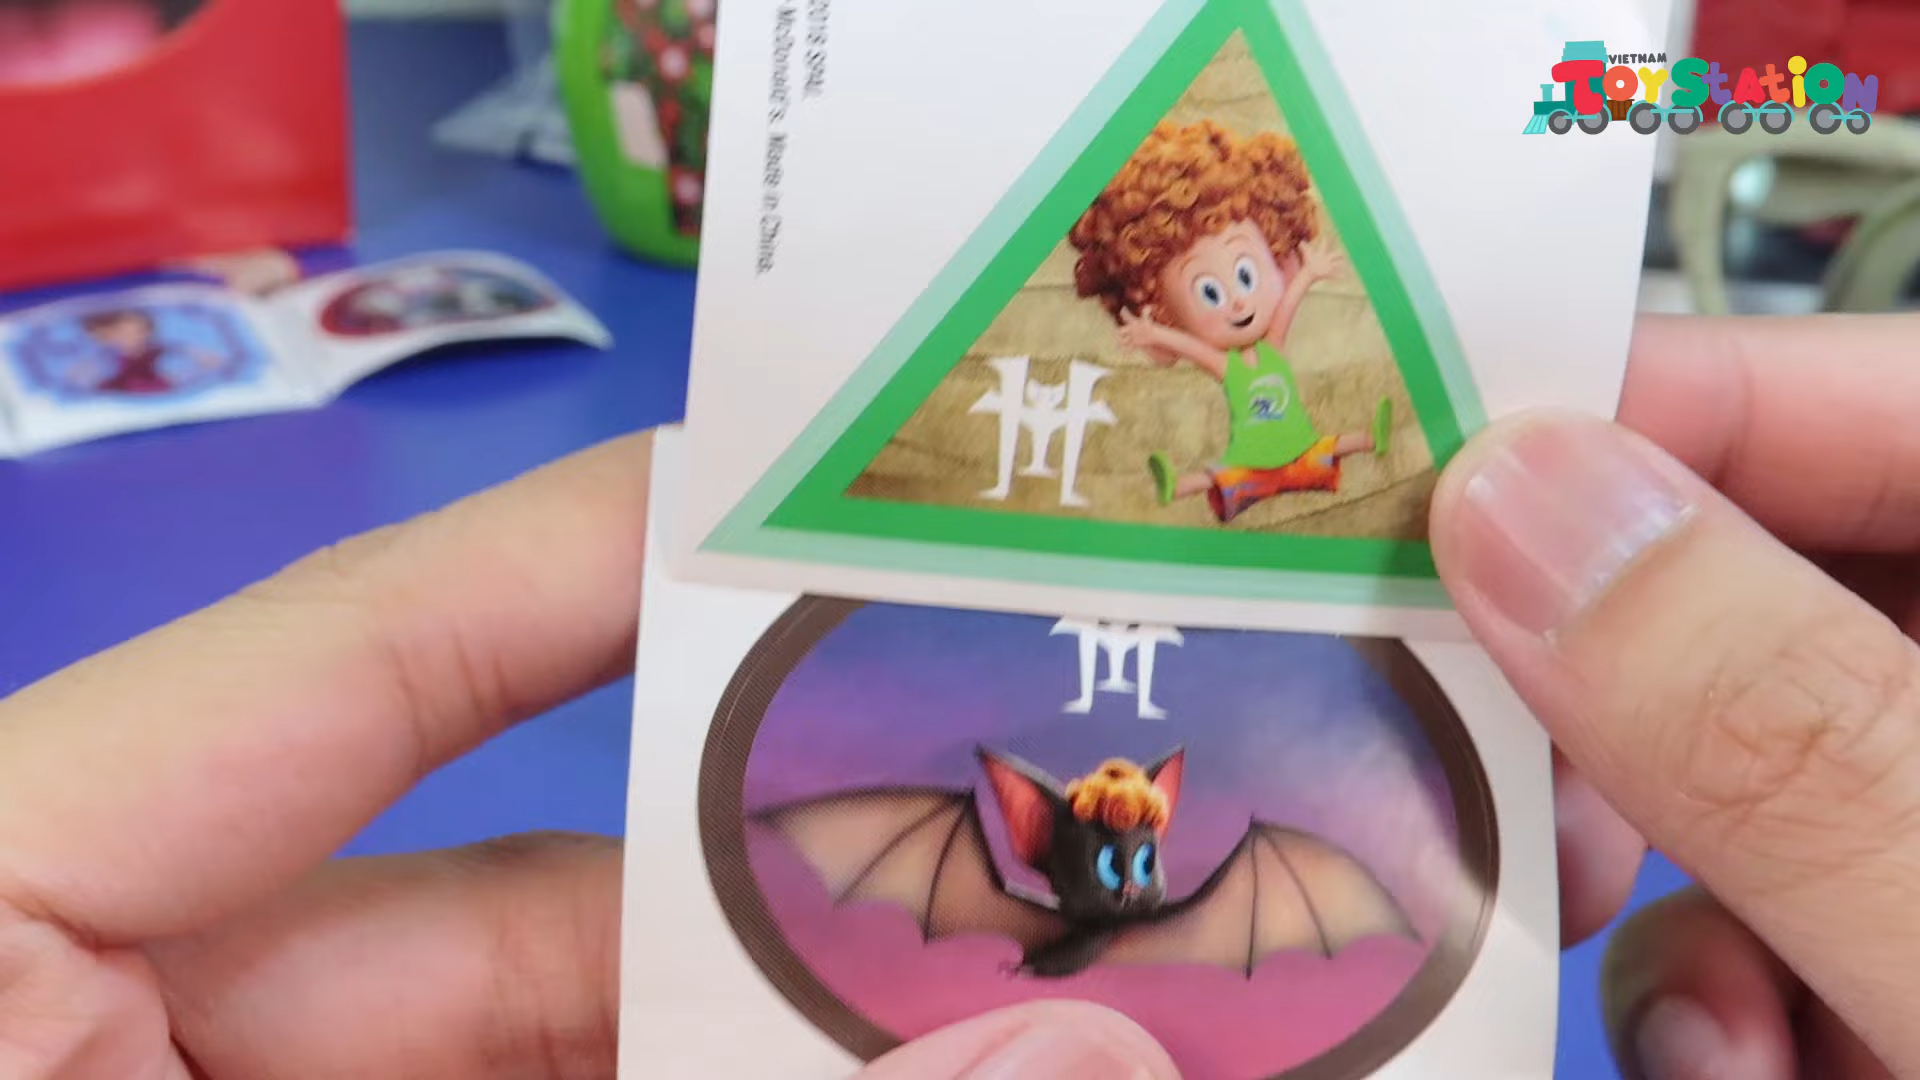 2018 SPAI.
McDonald's. Made in China.
VIETNAM
ToyStation
H
H